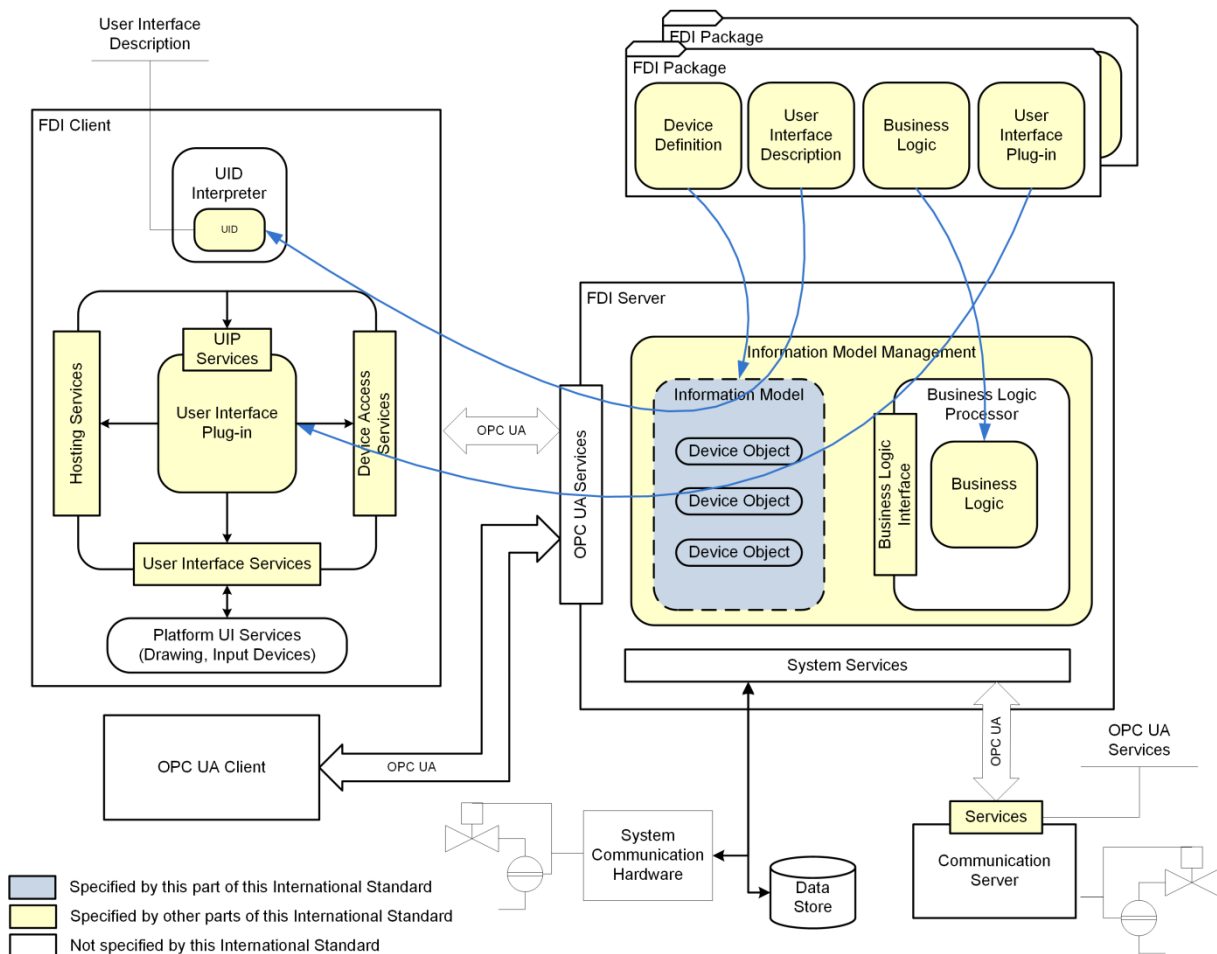 User Interface
Description
FDI Package
FDI Package
Device
Definition
User
Interface
Description
Business
Logic
User
Interface
Plug-in
FDI Client
UID
Interpreter
UID
UIP
Services
Hosting Services
User Interface
Plug-in
Device Access
Services
User Interface Services
Platform UI Services
(Drawing, Input Devices)
OPC UA
OPC UA Services
FDI Server
Information Model Management
Information Model
Device Object
Device Object
Device Object
Business Logic
Processor
Business Logic
Interface
Business
Logic
System Services
OPC UA Client
OPC UA
OPC UA
OPC UA
Services
Services
Communication
Server
System
Communication
Hardware
Data
Store
Specified by this part of this International Standard
Specified by other parts of this International Standard
Not specified by this International Standard